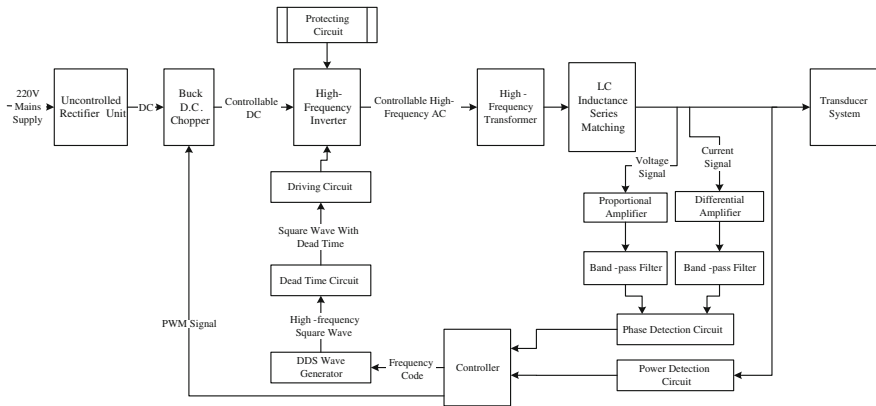 Protecting
Circuit
220V
Mains
Supply
Uncontrolled
Rectifier Unit
DC
Buck
D.C.
Chopper
Controllable
DC
High-
Frequency
Inverter
Controllable High-
Frequency AC
High -
Frequency
Transformer
LC
Inductance
Series
Matching
Transducer
System
Voltage
Signal
Current
Signal
Driving Circuit
Proportional
Amplifier
Differential
Amplifier
Square Wave With
Dead Time
Band -pass Filter
Band -pass Filter
Dead Time Circuit
PWM Signal
High -frequency
Square Wave
Phase Detection Circuit
DDS Wave
Generator
Frequency
Code
Controller
Power Detection
Circuit